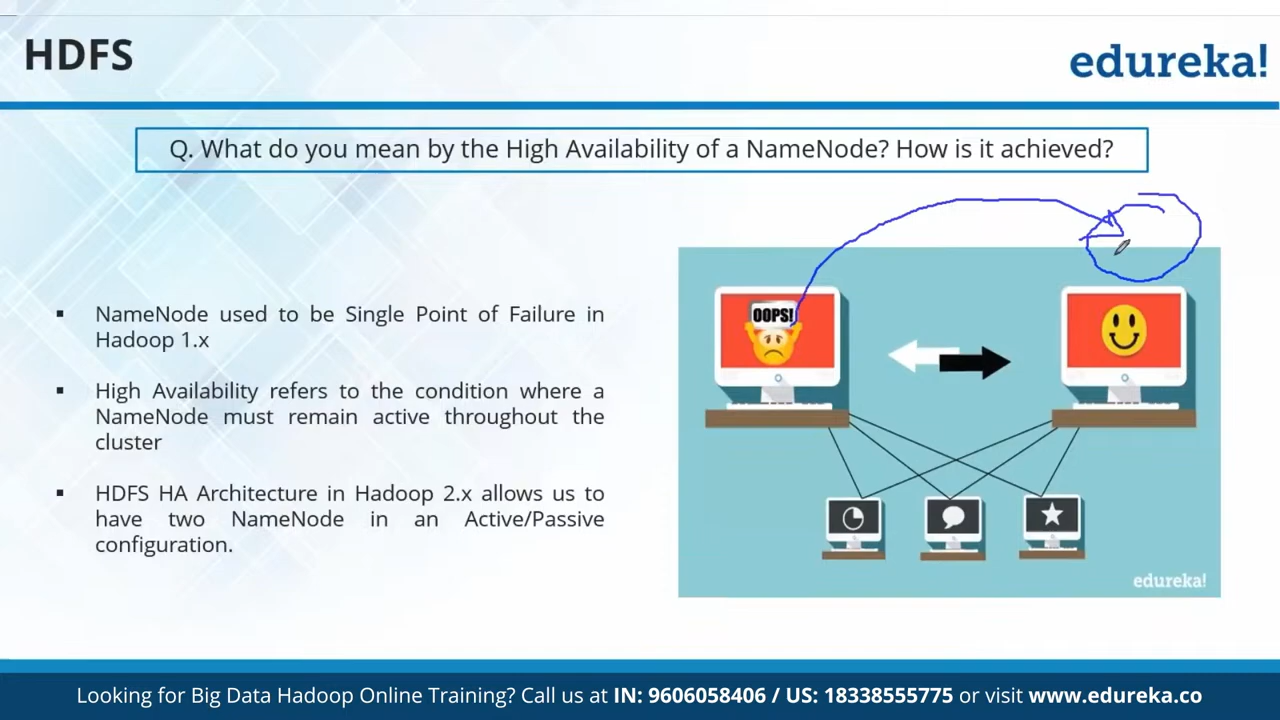 HDFS
edureka!
Q. What do you mean by the High Availability of a NameNode? How is it achieved?
▪ NameNode used to be Single Point of Failure in
Hadoop 1.x
▪ High Availability refers to the condition where a
NameNode must remain active throughout the
cluster
▪ HDFS HA Architecture in Hadoop 2.x allows us to
have two NameNode in an Active/Passive
configuration.
OOPS!
edureka!
Looking for Big Data Hadoop Online Training? Call us at IN: 9606058406 / US: 18338555775 or visit www.edureka.co